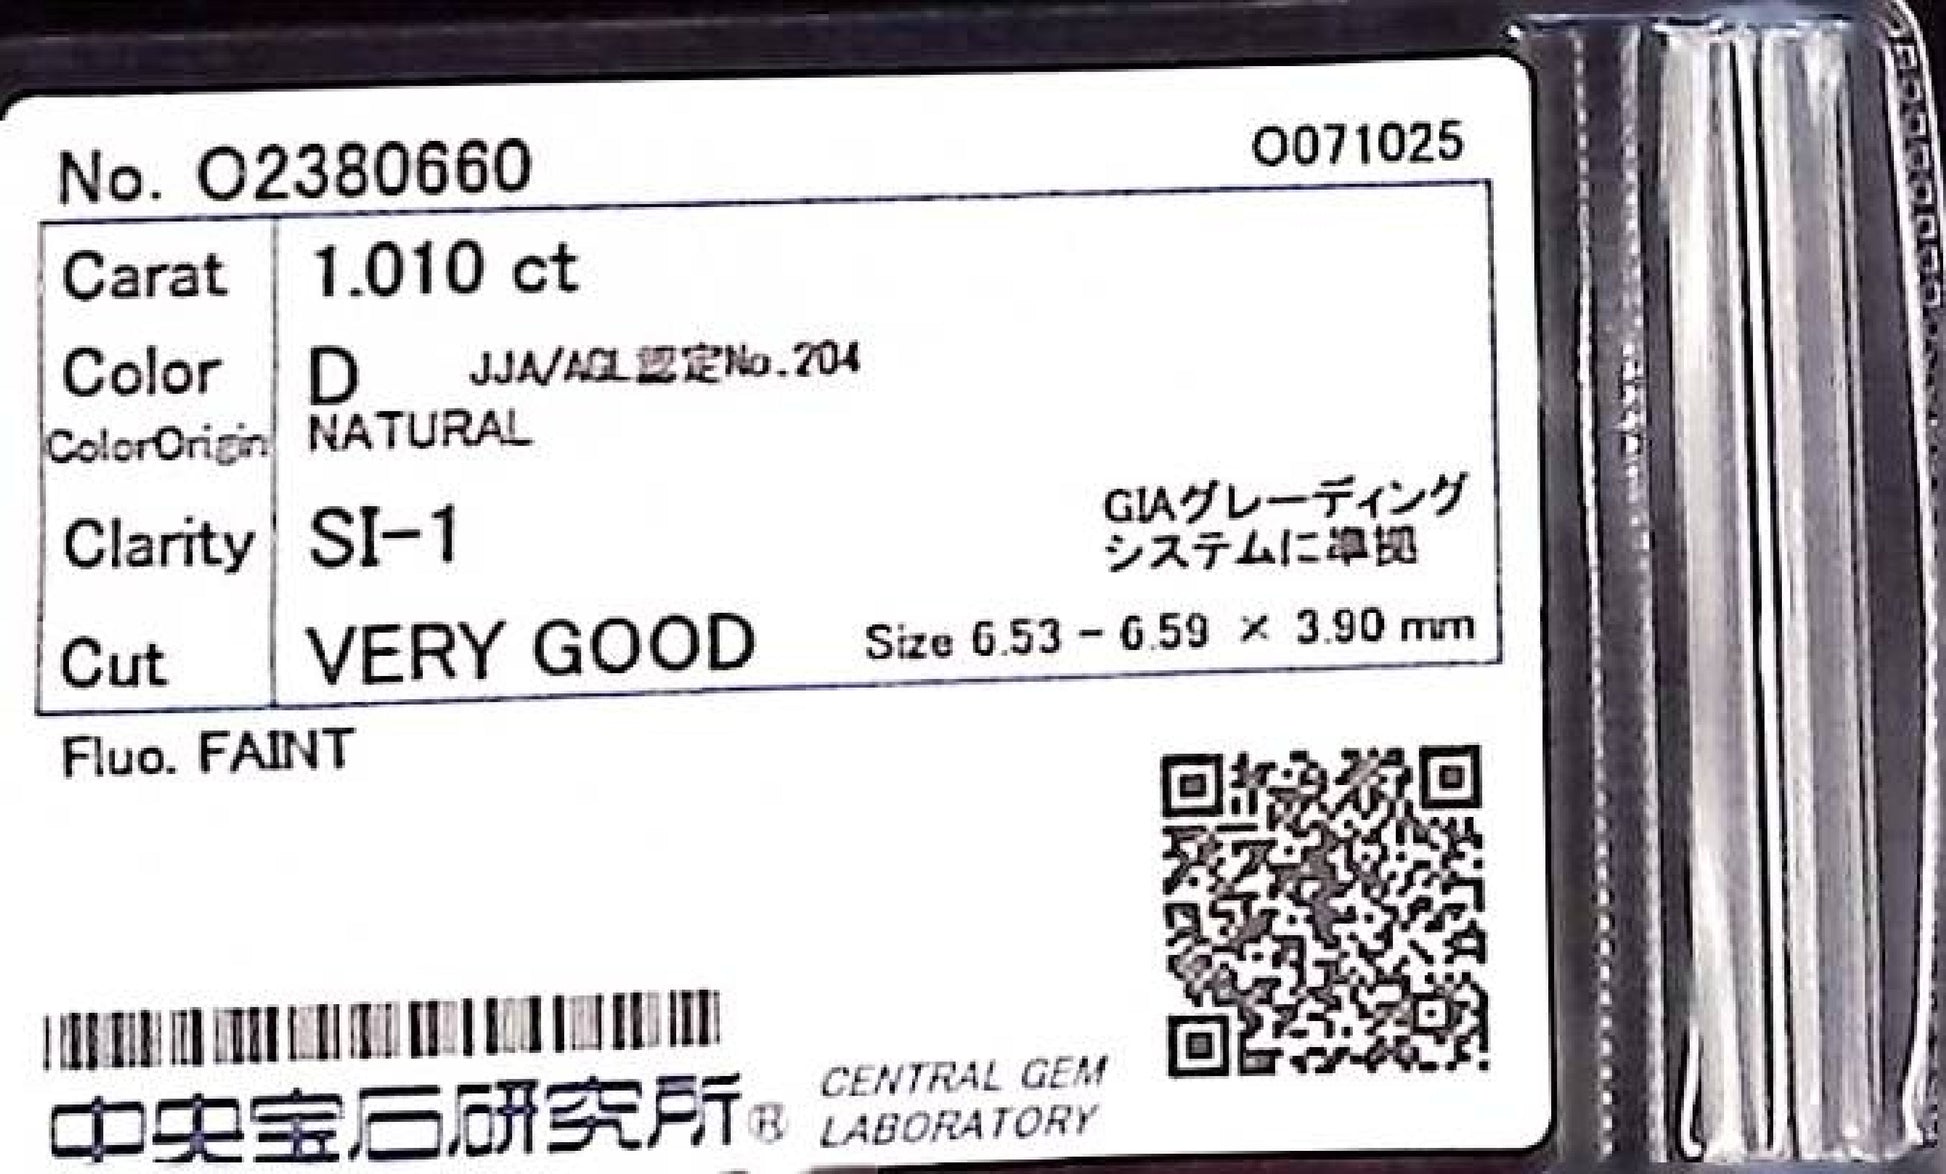 No. O2380660 O071025
Carat 1.010 ct
Color D JJA/AGL認定No.204
ColorOrigin NATURAL
Clarity SI-1
GIAグレーディング
システムに準拠
Cut VERY GOOD Size 6.53 - 6.59 × 3.90 mm
Fluo. FAINT
中央宝石研究所® CENTRAL GEM
LABORATORY